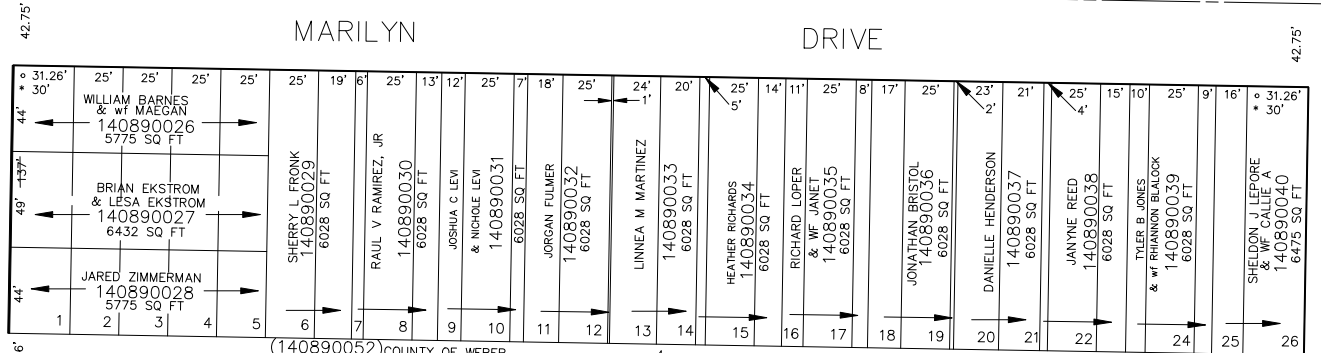 42.75'
MARILYN DRIVE
42.75'
° 31.26' 25' 25' 25' 25' 25' 19' 6' 25' 13' 12' 25' 7' 18' 25' 24' 20' 25' 14' 11' 25' 8' 17' 25' 23' 21' 25' 15' 10' 25' 9' 16' ° 31.26'
* 30' 1' 5' 2' 4' * 30'
44'
WILLIAM BARNES
& wf MAEGAN
140890026
5775 SQ FT
137'
49'
BRIAN EKSTROM
& LESA EKSTROM
140890027
6432 SQ FT
44'
JARED ZIMMERMAN
140890028
5775 SQ FT
SHERRY L FRONK
140890029
6028 SQ FT
RAUL V RAMIREZ, JR
140890030
6028 SQ FT
JOSHUA C LEVI
& NICHOLE LEVI
140890031
6028 SQ FT
JORGAN FULMER
140890032
6028 SQ FT
LINNEA M MARTINEZ
140890033
6028 SQ FT
HEATHER RICHARDS
140890034
6028 SQ FT
RICHARD LOPER
& WF JANET
140890035
6028 SQ FT
JONATHAN BRISTOL
140890036
6028 SQ FT
DANIELLE HENDERSON
140890037
6028 SQ FT
JANYNE REED
140890038
6028 SQ FT
TYLER B JONES
& wf RHIANNON BLALOCK
140890039
6028 SQ FT
SHELDON J LEPORE
& WF CALLIE A
140890040
6475 SQ FT
1 2 3 4 5 6 7 8 9 10 11 12 13 14 15 16 17 18 19 20 21 22 24 25 26
6'
(140890052) COUNTY OF WEBER